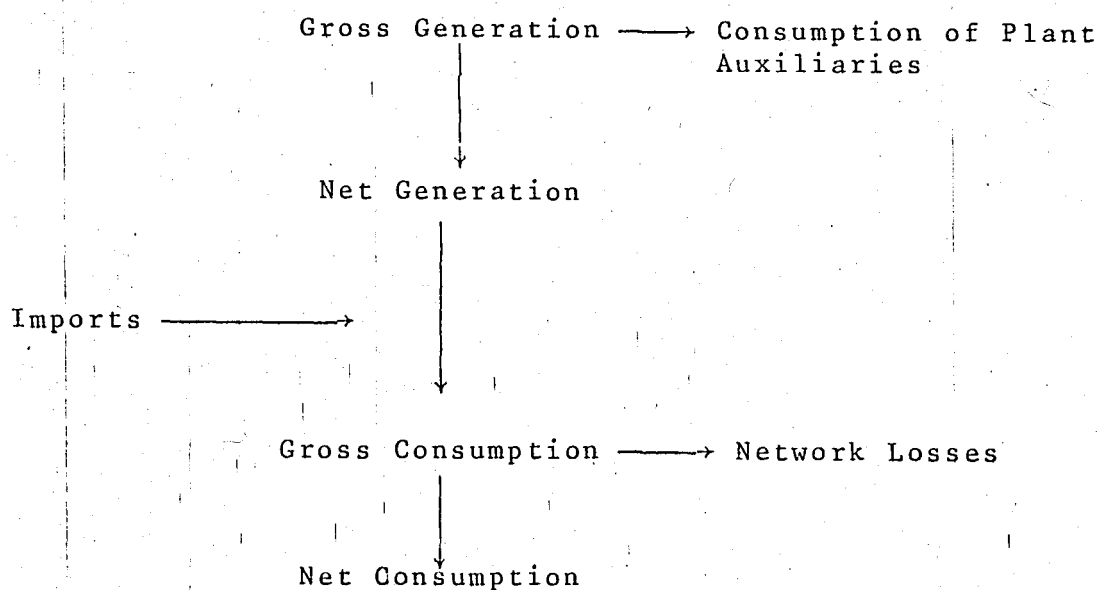 Gross Generation → Consumption of Plant
Auxiliaries
Net Generation
Imports
Gross Consumption → Network Losses
Net Consumption